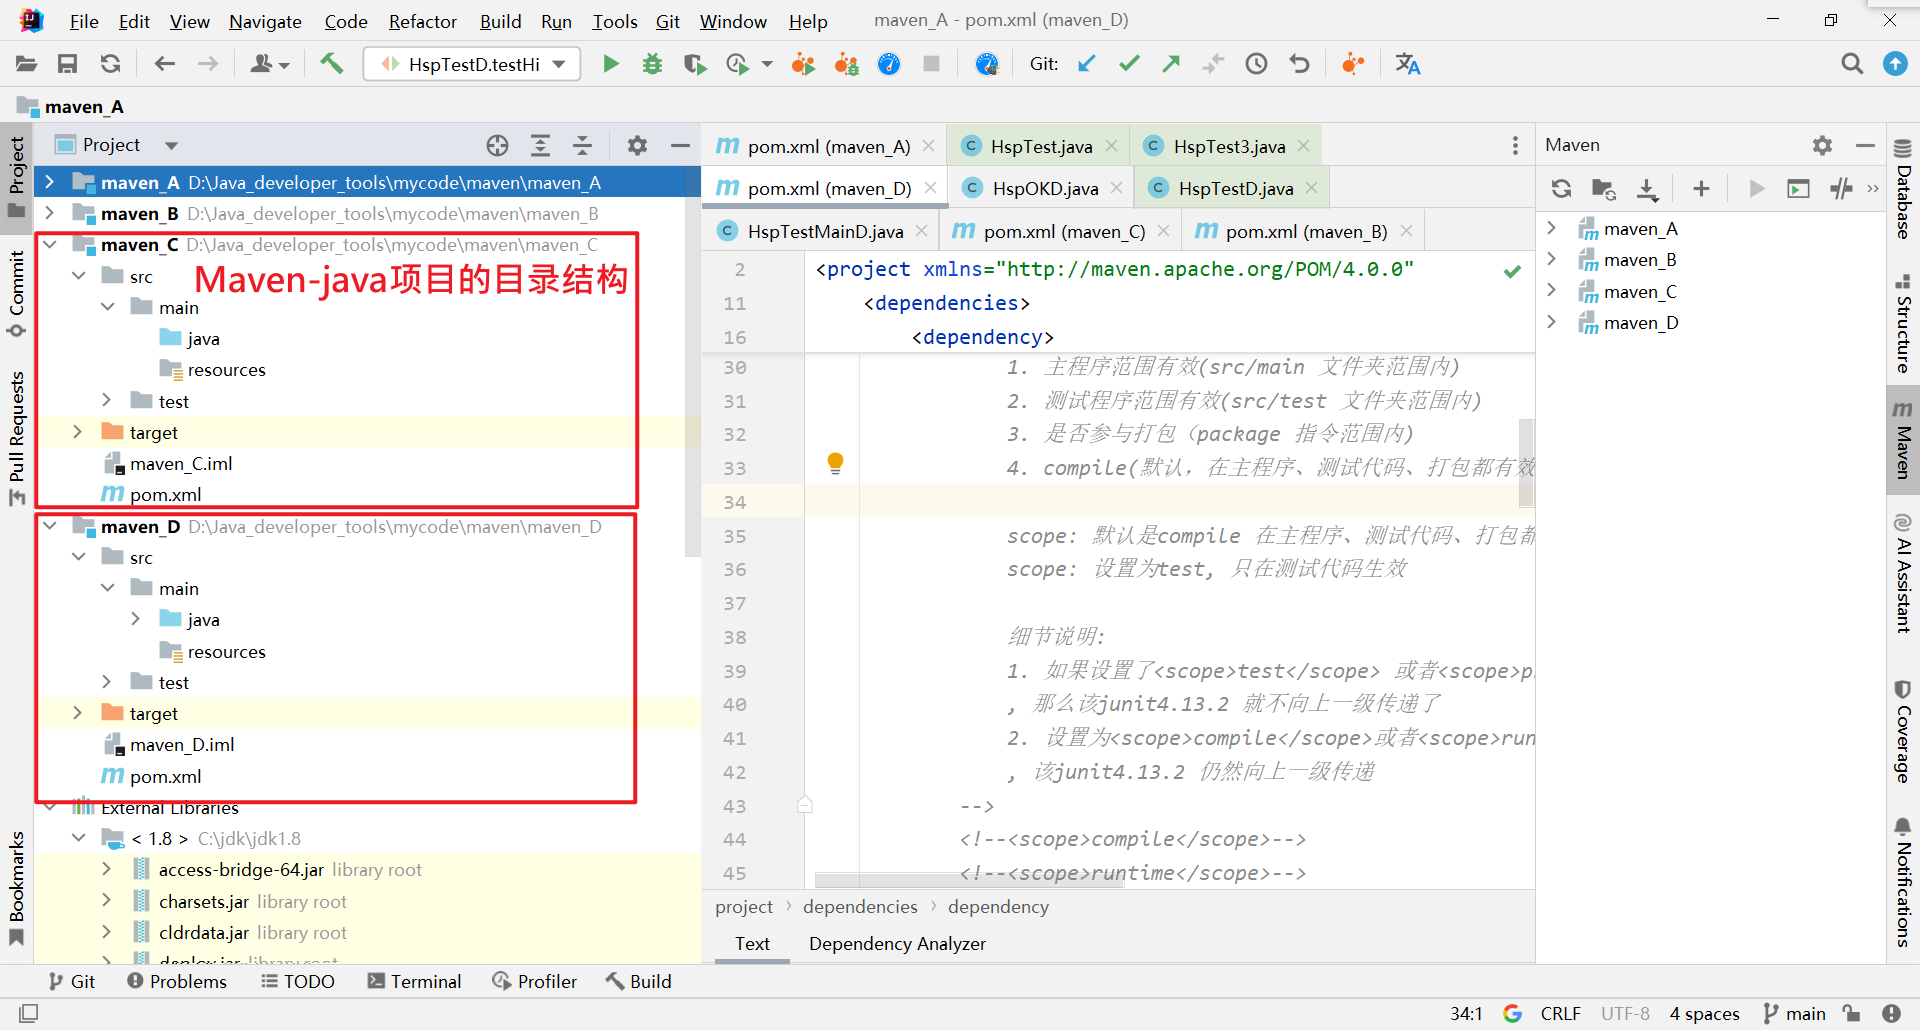 File Edit View Navigate Code Refactor Build Run Tools Git Window Help maven_A - pom.xml (maven_D)
HspTestD.testHi Git:
maven_A
Project
maven_A D:\Java_developer_tools\mycode\maven\maven_A
maven_B D:\Java_developer_tools\mycode\maven\maven_B
maven_C D:\Java_developer_tools\mycode\maven\maven_C
src
Maven-java项目的目录结构
main
java
resources
test
target
maven_C.iml
pom.xml
maven_D D:\Java_developer_tools\mycode\maven\maven_D
src
main
java
resources
test
target
maven_D.iml
pom.xml
External Libraries
< 1.8 > C:\jdk\jdk1.8
access-bridge-64.jar library root
charsets.jar library root
cldrdata.jar library root
Project
Commit
Pull Requests
Bookmarks
pom.xml (maven_A) HspTest.java HspTest3.java
pom.xml (maven_D) HspOKD.java HspTestD.java
HspTestMainD.java pom.xml (maven_C) pom.xml (maven_B)
2 <project xmlns="http://maven.apache.org/POM/4.0.0"
11 <dependencies>
16 <dependency>
30 1. 主程序范围有效(src/main 文件夹范围内)
31 2. 测试程序范围有效(src/test 文件夹范围内)
32 3. 是否参与打包（package 指令范围内)
33 4. compile(默认，在主程序、测试代码、打包都有效
34
35 scope: 默认是compile 在主程序、测试代码、打包都
36 scope: 设置为test, 只在测试代码生效
37
38 细节说明:
39 1. 如果设置了<scope>test</scope> 或者<scope>p
40 , 那么该junit4.13.2 就不向上一级传递了
41 2. 设置为<scope>compile</scope>或者<scope>run
42 , 该junit4.13.2 仍然向上一级传递
43 -->
44 <!--<scope>compile</scope>-->
45 <!--<scope>runtime</scope>-->
project > dependencies > dependency
Text Dependency Analyzer
Maven
maven_A
maven_B
maven_C
maven_D
Database
Structure
Maven
AI Assistant
Coverage
Notifications
Git Problems TODO Terminal Profiler Build
34:1 CRLF UTF-8 4 spaces main